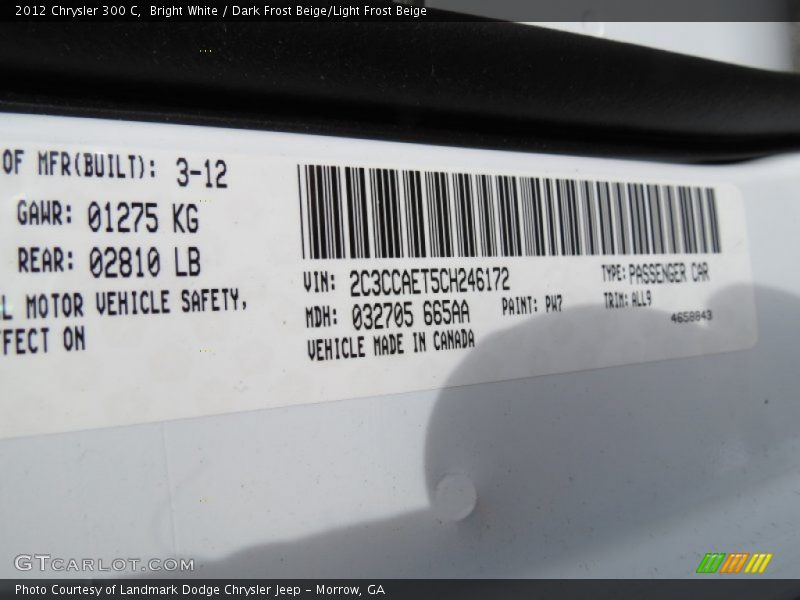 2012 Chrysler 300 C,  Bright White / Dark Frost Beige/Light Frost Beige
OF MFR(BUILT): 3-12
GAWR: 01275 KG
REAR: 02810 LB
L MOTOR VEHICLE SAFETY,
FFECT ON
VIN: 2C3CCAET5CH246172
TYPE: PASSENGER CAR
MDH: 032705 665AA
PAINT: PW7
TRIM: ALL9
VEHICLE MADE IN CANADA
4658843
GTCARLOT.COM
Photo Courtesy of Landmark Dodge Chrysler Jeep – Morrow, GA